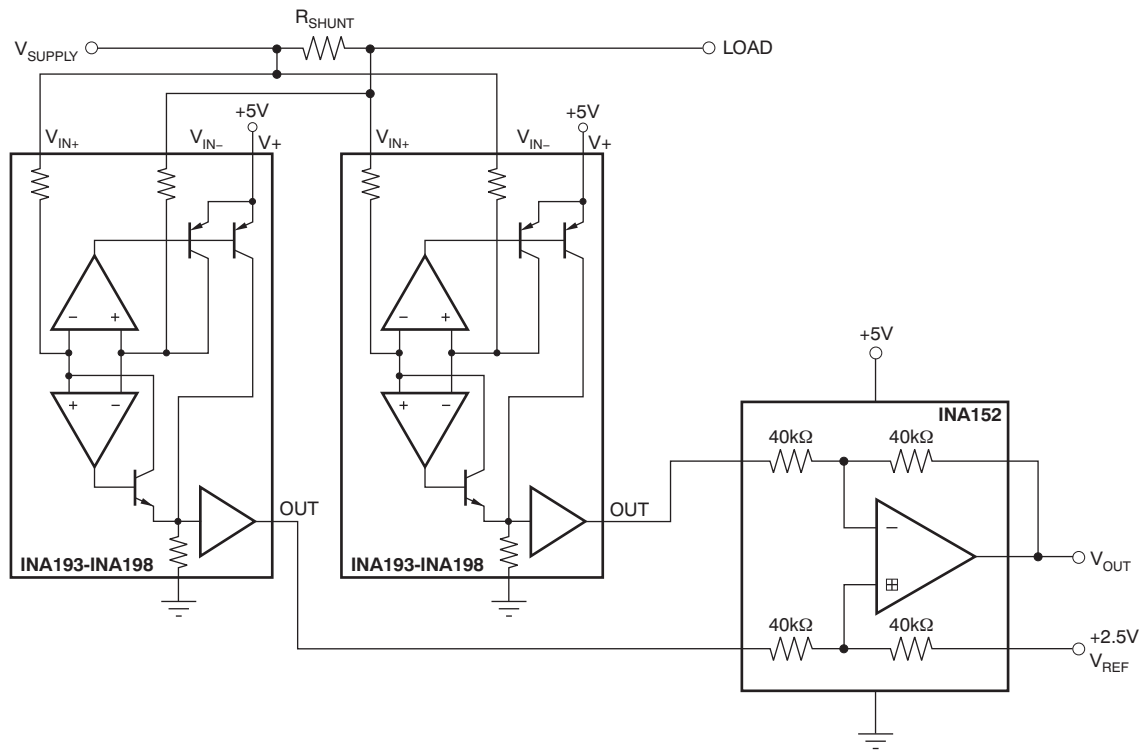 R_SHUNT
V_SUPPLY
LOAD
+5V
+5V
V_IN+
V_IN−
V+
V_IN+
V_IN−
V+
− +
− +
+ −
+ −
+5V
INA152
40kΩ
40kΩ
OUT
OUT
−
+
V_OUT
INA193-INA198
INA193-INA198
40kΩ
40kΩ
+2.5V
V_REF